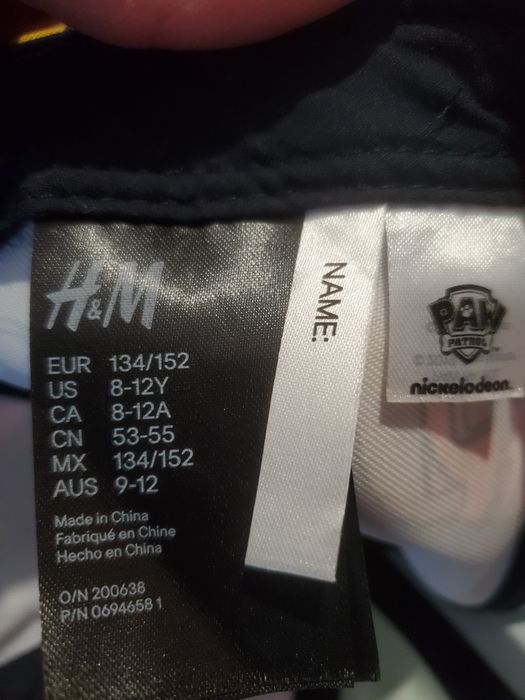 H&M
EUR 134/152
US 8-12Y
CA 8-12A
CN 53-55
MX 134/152
AUS 9-12
Made in China
Fabriqué en Chine
Hecho en China
O/N 200638
P/N 0694658 1
NAME:
PAW
PATROL
nickelodeon